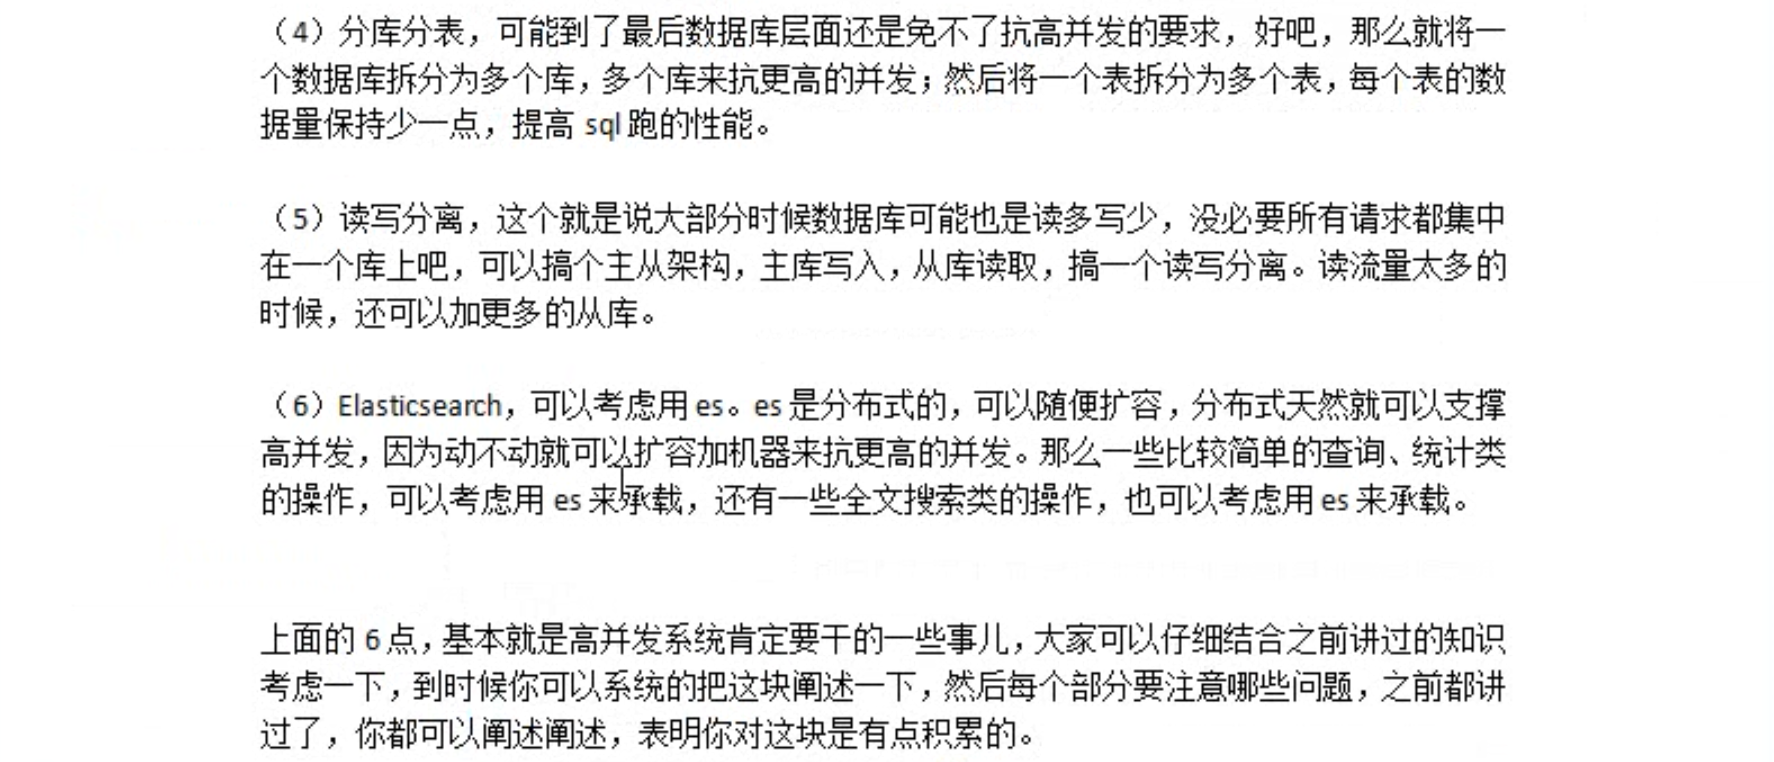 （4）分库分表，可能到了最后数据库层面还是免不了抗高并发的要求，好吧，那么就将一
个数据库拆分为多个库，多个库来抗更高的并发；然后将一个表拆分为多个表，每个表的数
据量保持少一点，提高 sql 跑的性能。
（5）读写分离，这个就是说大部分时候数据库可能也是读多写少，没必要所有请求都集中
在一个库上吧，可以搞个主从架构，主库写入，从库读取，搞一个读写分离。读流量太多的
时候，还可以加更多的从库。
（6）Elasticsearch，可以考虑用 es。es 是分布式的，可以随便扩容，分布式天然就可以支撑
高并发，因为动不动就可以扩容加机器来抗更高的并发。那么一些比较简单的查询、统计类
的操作，可以考虑用 es 来承载，还有一些全文搜索类的操作，也可以考虑用 es 来承载。
上面的 6 点，基本就是高并发系统肯定要干的一些事儿，大家可以仔细结合之前讲过的知识
考虑一下，到时候你可以系统的把这块阐述一下，然后每个部分要注意哪些问题，之前都讲
过了，你都可以阐述阐述，表明你对这块是有点积累的。